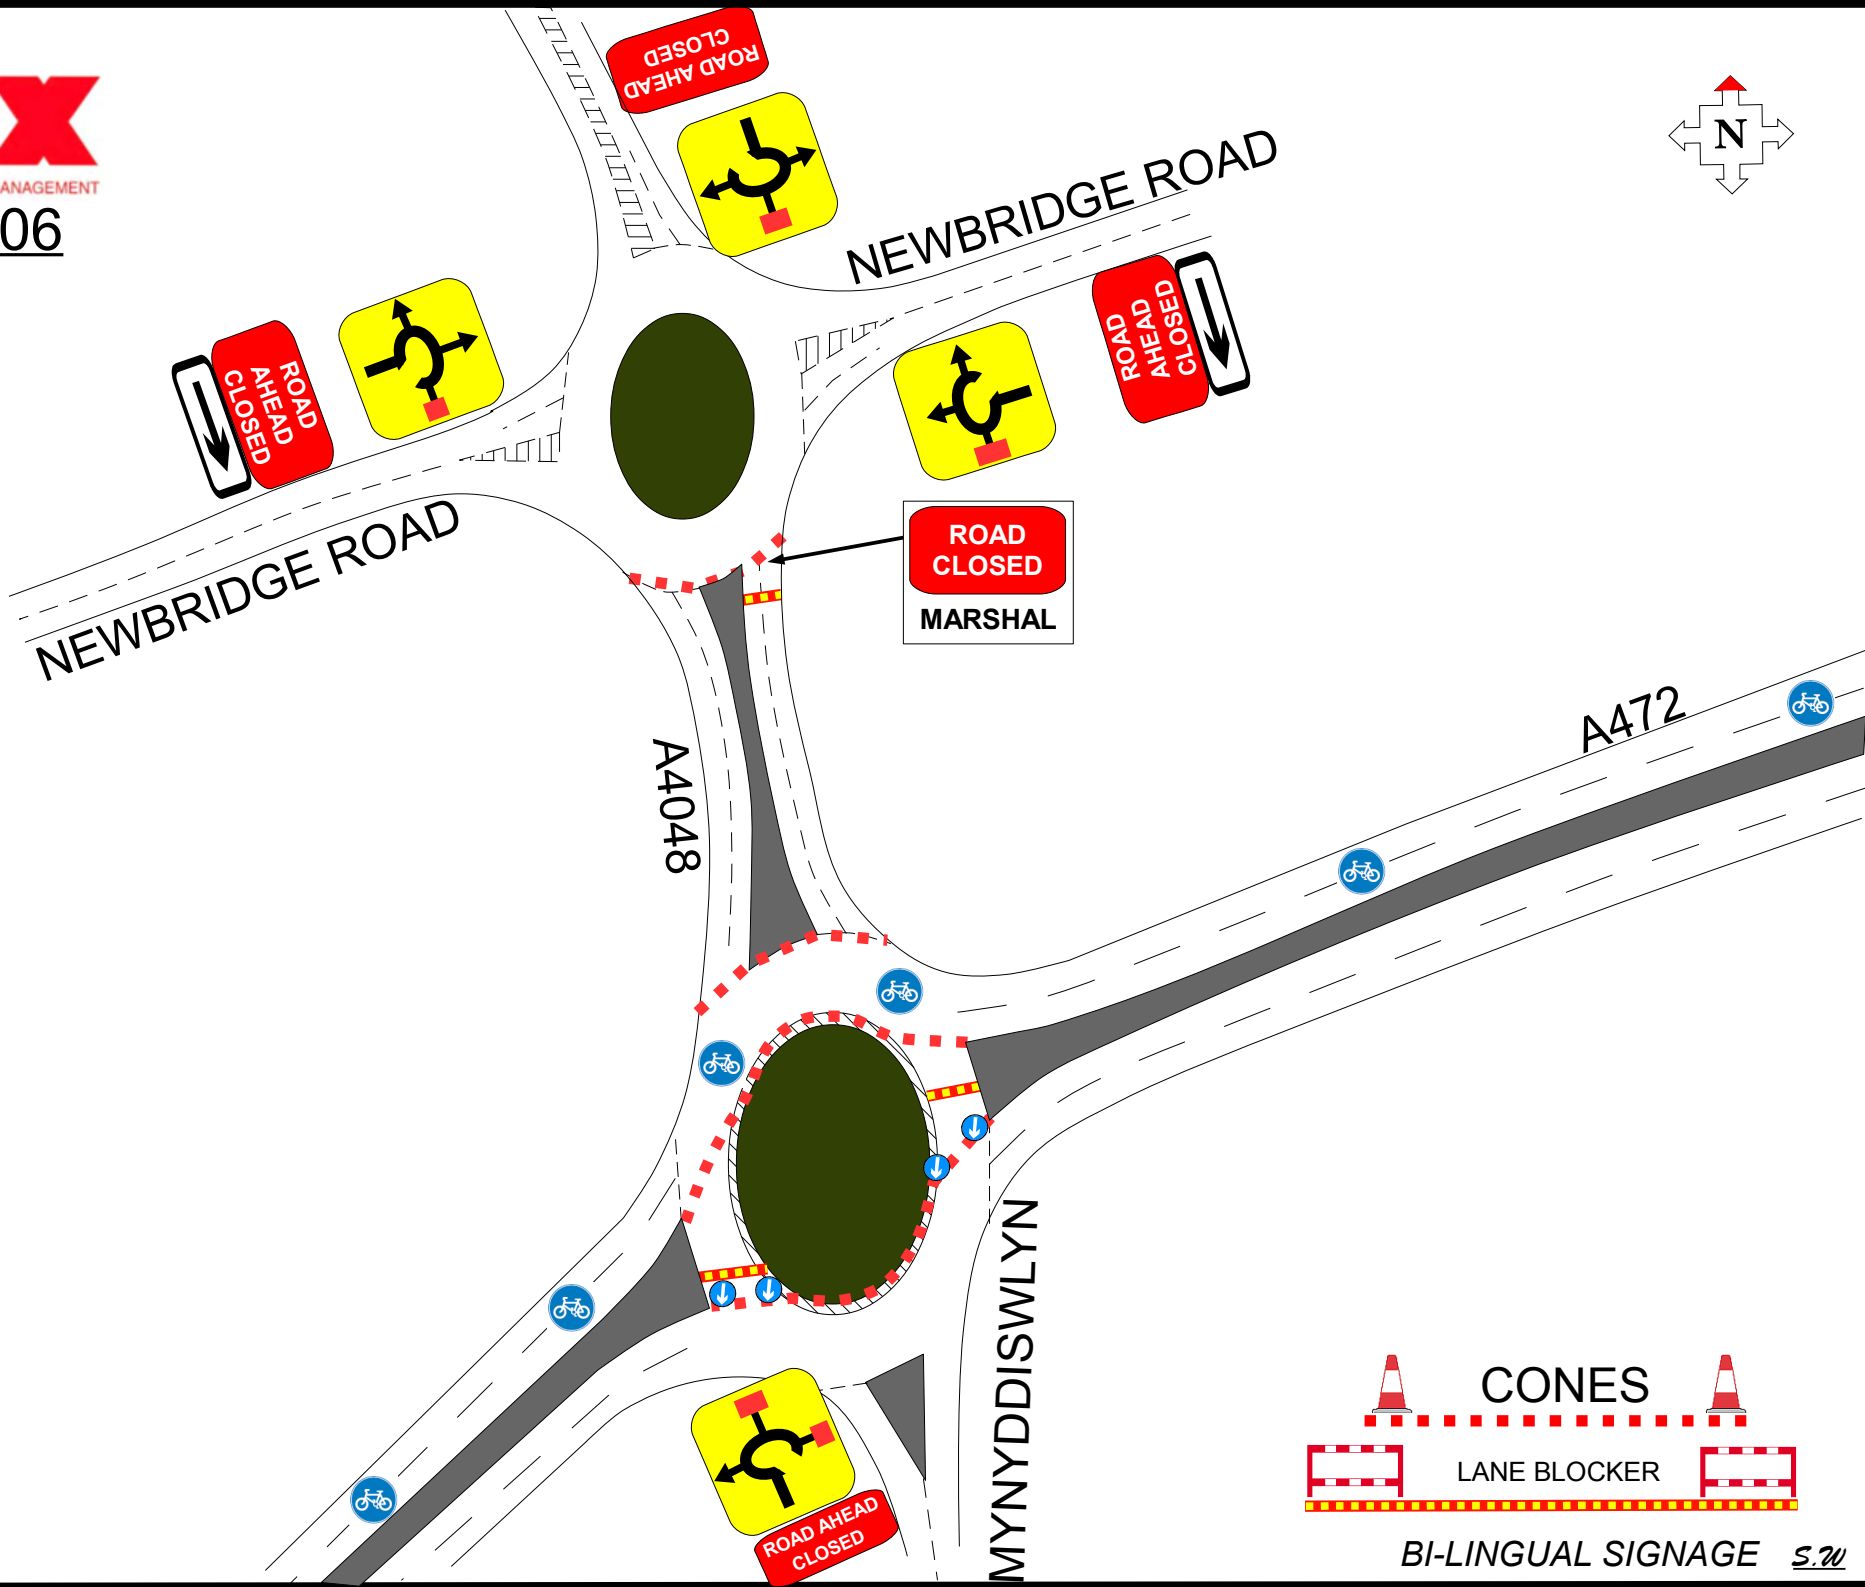 ROAD AHEAD
CLOSED
N
ANAGEMENT
06
NEWBRIDGE ROAD
ROAD
AHEAD
CLOSED
ROAD
AHEAD
CLOSED
NEWBRIDGE ROAD
ROAD
CLOSED
MARSHAL
A472
A4048
MYNYDDISWLYN
ROAD AHEAD
CLOSED
CONES
LANE BLOCKER
BI-LINGUAL SIGNAGE S.W